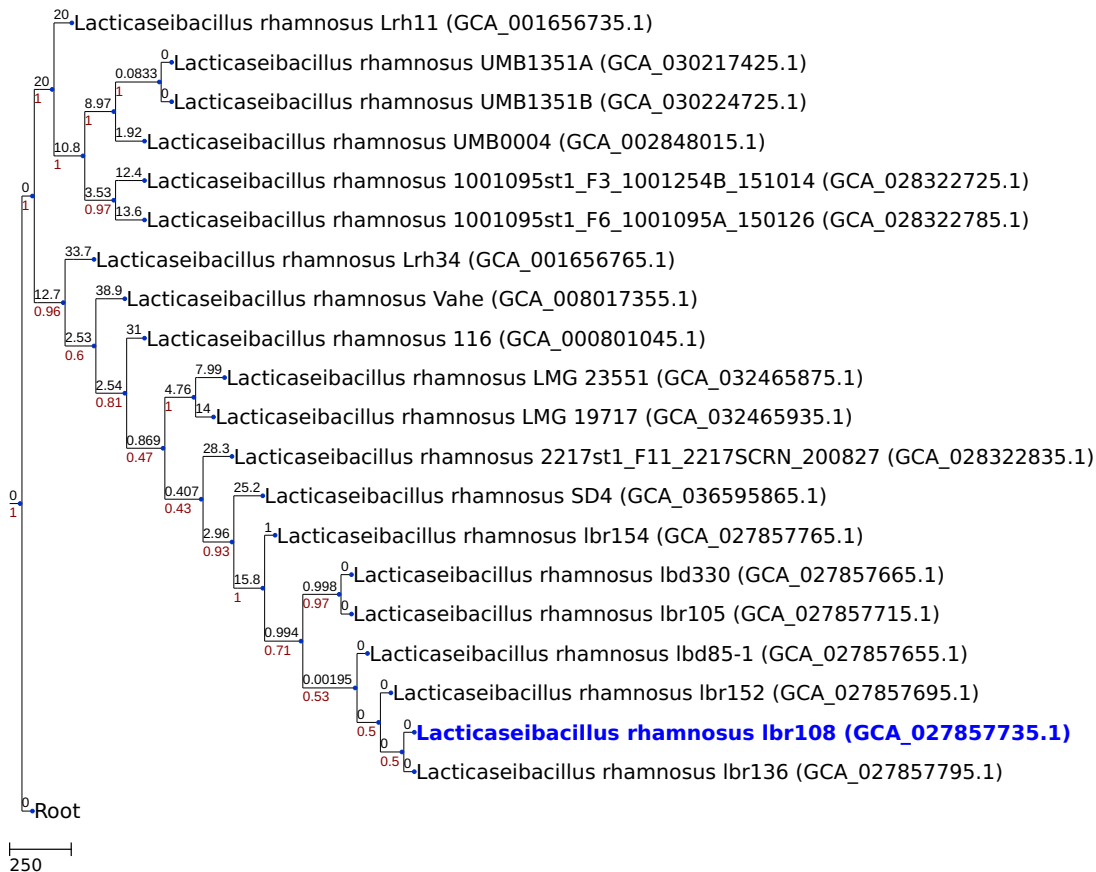 20
Lacticaseibacillus rhamnosus Lrh11 (GCA_001656735.1)
0
Lacticaseibacillus rhamnosus UMB1351A (GCA_030217425.1)
0.0833
1
0
Lacticaseibacillus rhamnosus UMB1351B (GCA_030224725.1)
20
1
8.97
1
1.92
Lacticaseibacillus rhamnosus UMB0004 (GCA_002848015.1)
10.8
1
12.4
Lacticaseibacillus rhamnosus 1001095st1_F3_1001254B_151014 (GCA_028322725.1)
0
1
3.53
0.97
13.6
Lacticaseibacillus rhamnosus 1001095st1_F6_1001095A_150126 (GCA_028322785.1)
33.7
Lacticaseibacillus rhamnosus Lrh34 (GCA_001656765.1)
12.7
0.96
38.9
Lacticaseibacillus rhamnosus Vahe (GCA_008017355.1)
2.53
0.6
31
Lacticaseibacillus rhamnosus 116 (GCA_000801045.1)
7.99
Lacticaseibacillus rhamnosus LMG 23551 (GCA_032465875.1)
2.54
0.81
4.76
1
14
Lacticaseibacillus rhamnosus LMG 19717 (GCA_032465935.1)
0.869
0.47
28.3
Lacticaseibacillus rhamnosus 2217st1_F11_2217SCRN_200827 (GCA_028322835.1)
0
1
0.407
0.43
25.2
Lacticaseibacillus rhamnosus SD4 (GCA_036595865.1)
2.96
0.93
1
Lacticaseibacillus rhamnosus lbr154 (GCA_027857765.1)
15.8
1
0
Lacticaseibacillus rhamnosus lbd330 (GCA_027857665.1)
0.998
0.97
0
Lacticaseibacillus rhamnosus lbr105 (GCA_027857715.1)
0.994
0.71
0
Lacticaseibacillus rhamnosus lbd85-1 (GCA_027857655.1)
0.00195
0.53
0
Lacticaseibacillus rhamnosus lbr152 (GCA_027857695.1)
0
0.5
0
Lacticaseibacillus rhamnosus lbr108 (GCA_027857735.1)
0
0.5
0
Lacticaseibacillus rhamnosus lbr136 (GCA_027857795.1)
0
Root
250